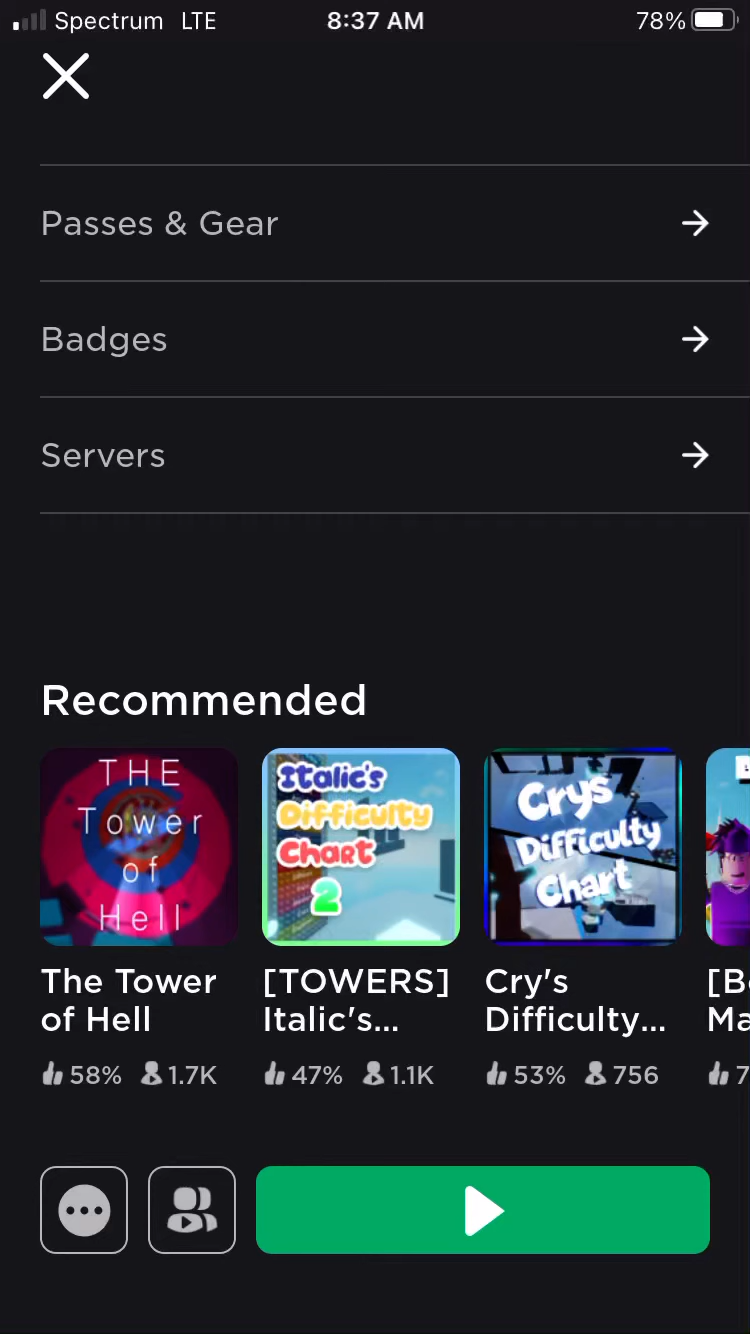 Spectrum LTE 8:37 AM 78%
Passes & Gear
Badges
Servers
Recommended
THE
Tower
of
Hell
Italic's
Difficulty
Chart
2
Crys
Difficulty
Chart
The Tower
of Hell
58% 1.7K
[TOWERS]
Italic's...
47% 1.1K
Cry's
Difficulty...
53% 756
[B
Ma
7